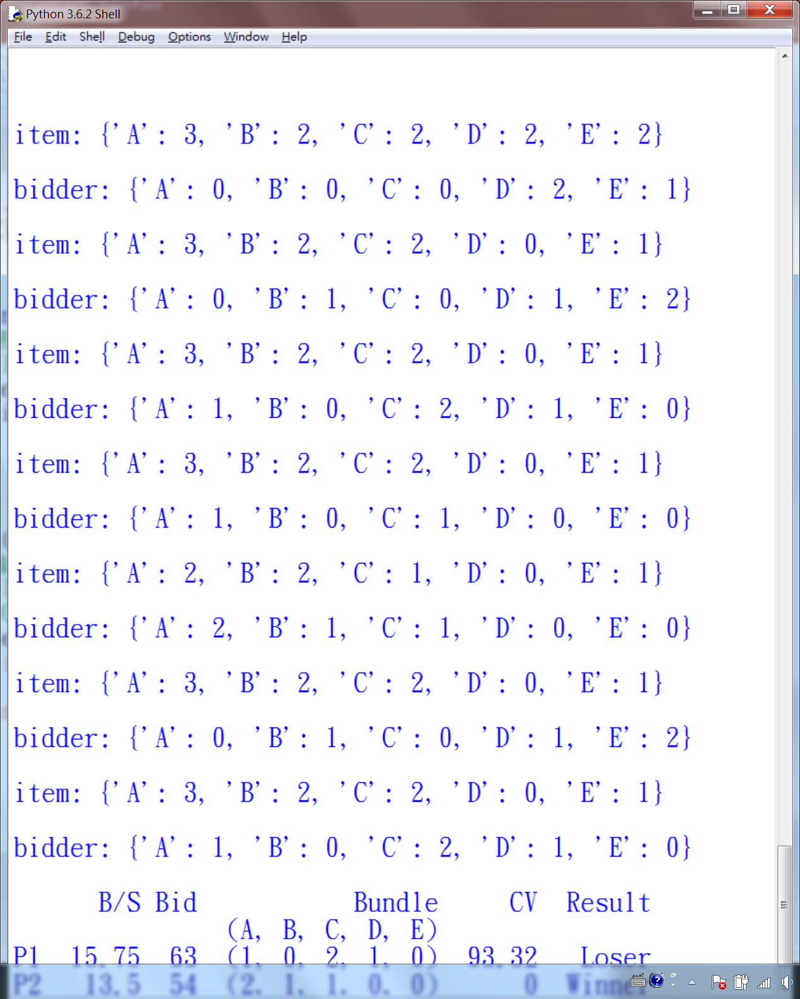 Python 3.6.2 Shell
File Edit Shell Debug Options Window Help
item: {'A': 3, 'B': 2, 'C': 2, 'D': 2, 'E': 2}
bidder: {'A': 0, 'B': 0, 'C': 0, 'D': 2, 'E': 1}
item: {'A': 3, 'B': 2, 'C': 2, 'D': 0, 'E': 1}
bidder: {'A': 0, 'B': 1, 'C': 0, 'D': 1, 'E': 2}
item: {'A': 3, 'B': 2, 'C': 2, 'D': 0, 'E': 1}
bidder: {'A': 1, 'B': 0, 'C': 2, 'D': 1, 'E': 0}
item: {'A': 3, 'B': 2, 'C': 2, 'D': 0, 'E': 1}
bidder: {'A': 1, 'B': 0, 'C': 1, 'D': 0, 'E': 0}
item: {'A': 2, 'B': 2, 'C': 1, 'D': 0, 'E': 1}
bidder: {'A': 2, 'B': 1, 'C': 1, 'D': 0, 'E': 0}
item: {'A': 3, 'B': 2, 'C': 2, 'D': 0, 'E': 1}
bidder: {'A': 0, 'B': 1, 'C': 0, 'D': 1, 'E': 2}
item: {'A': 3, 'B': 2, 'C': 2, 'D': 0, 'E': 1}
bidder: {'A': 1, 'B': 0, 'C': 2, 'D': 1, 'E': 0}
B/S Bid Bundle CV Result
(A, B, C, D, E)
P1 15.75 63 (1, 0, 2, 1, 0) 93.32 Loser
P2 13.5 54 (2, 1, 1, 0, 0) 0